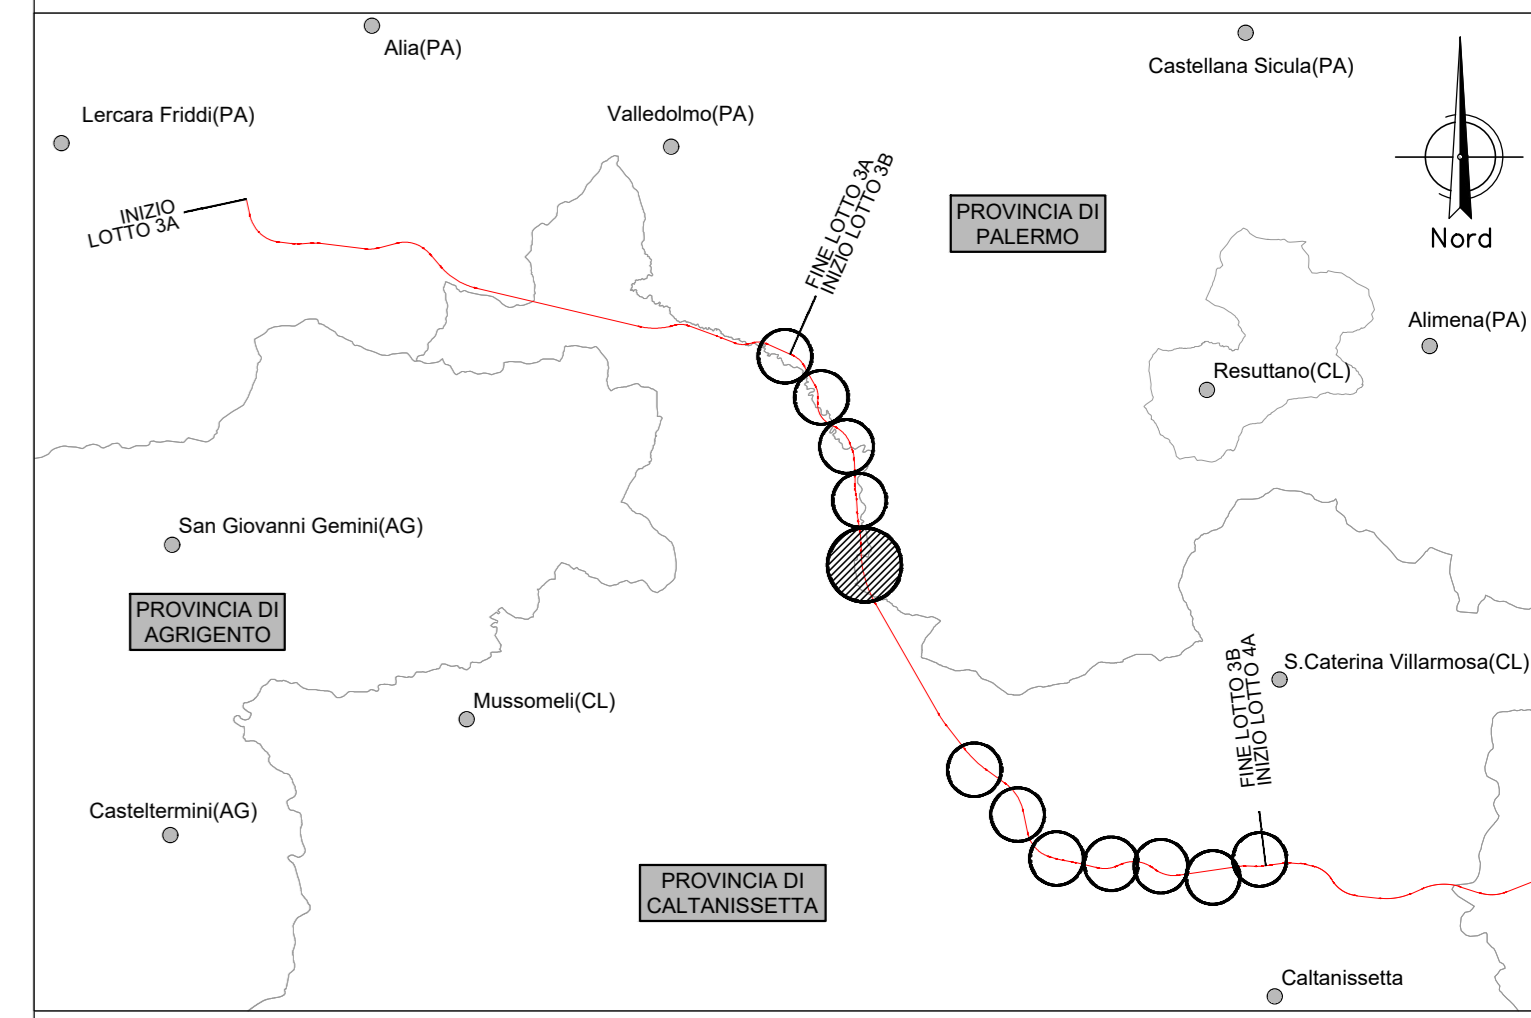 Alia(PA)
Castellana Sicula(PA)
Lercara Friddi(PA)
Valledolmo(PA)
INIZIO
LOTTO 3A
FINE LOTTO 3A
INIZIO LOTTO 3B
PROVINCIA DI
PALERMO
Nord
Alimena(PA)
Resuttano(CL)
San Giovanni Gemini(AG)
PROVINCIA DI
AGRIGENTO
FINE LOTTO 3B
INIZIO LOTTO 4A
S.Caterina Villarmosa(CL)
Mussomeli(CL)
Casteltermini(AG)
PROVINCIA DI
CALTANISSETTA
Caltanissetta